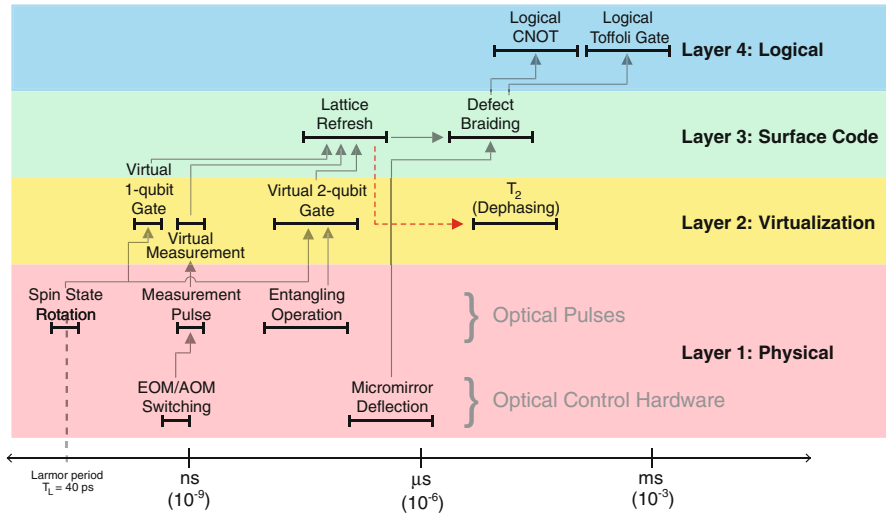 Logical
CNOT
Logical
Toffoli Gate
Layer 4: Logical
Lattice
Refresh
Defect
Braiding
Layer 3: Surface Code
Virtual
1-qubit
Gate
Virtual
Measurement
Virtual 2-qubit
Gate
T2
(Dephasing)
Layer 2: Virtualization
Spin State
Rotation
Measurement
Pulse
Entangling
Operation
} Optical Pulses
Layer 1: Physical
EOM/AOM
Switching
Micromirror
Deflection
} Optical Control Hardware
Larmor period
TL = 40 ps
ns
(10-9)
μs
(10-6)
ms
(10-3)